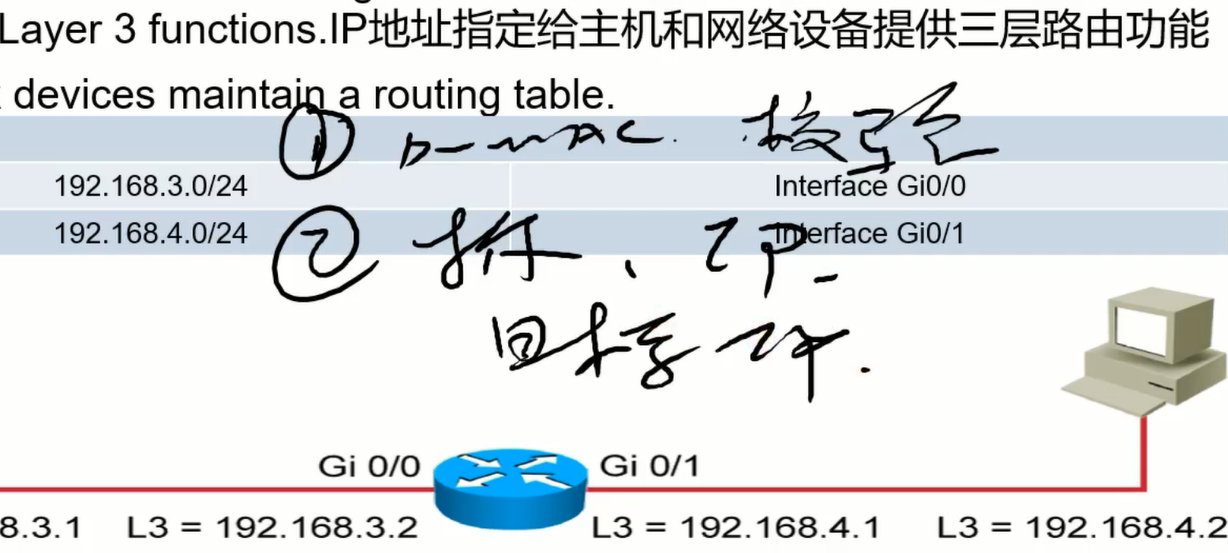 Layer 3 functions.IP地址指定给主机和网络设备提供三层路由功能
devices maintain a routing table.
① D-MAC. 校验
192.168.3.0/24 Interface Gi0/0
192.168.4.0/24 Interface Gi0/1
② 拆、IP
目标 IP.
Gi 0/0 Gi 0/1
8.3.1 L3 = 192.168.3.2 L3 = 192.168.4.1 L3 = 192.168.4.2